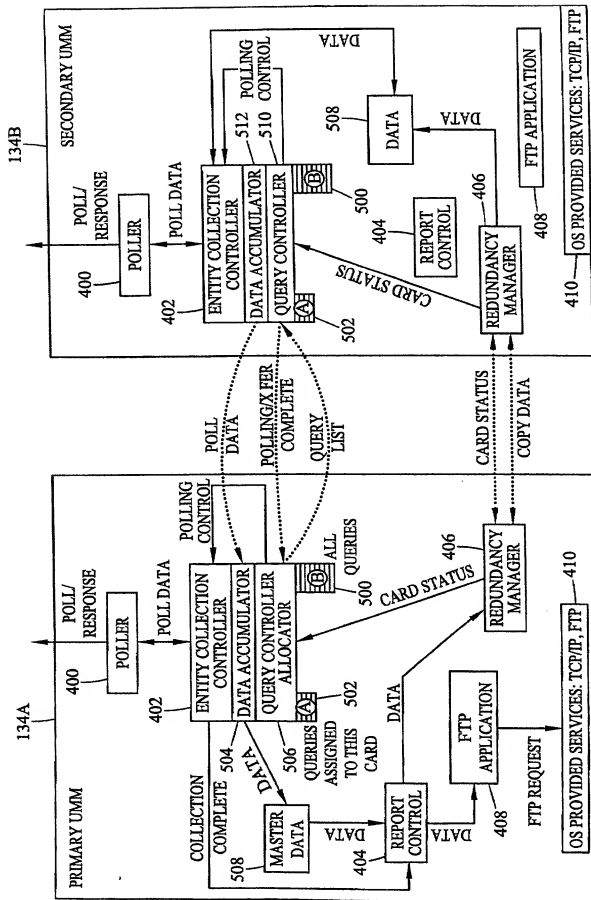 134A
PRIMARY UMM
POLL/
RESPONSE
400
POLLER
POLL DATA
402
ENTITY COLLECTION
CONTROLLER
DATA ACCUMULATOR
QUERY CONTROLLER
ALLOCATOR
POLLING
CONTROL
A
502
QUERIES ASSIGNED
TO THIS
CARD
B
ALL
QUERIES
500
504
506
COLLECTION
COMPLETE
DATA
508
MASTER
DATA
DATA
404
REPORT
CONTROL
DATA
DATA
CARD STATUS
406
REDUNDANCY
MANAGER
FTP
APPLICATION
408
FTP REQUEST
410
OS PROVIDED SERVICES: TCP/IP, FTP
POLL
DATA
POLLING/X FER
COMPLETE
QUERY
LIST
CARD STATUS
COPY DATA
134B
SECONDARY UMM
POLL/
RESPONSE
400
POLLER
POLL DATA
402
ENTITY COLLECTION
CONTROLLER
DATA ACCUMULATOR
QUERY CONTROLLER
512
510
POLLING
CONTROL
DATA
A
502
B
500
508
DATA
DATA
404
REPORT
CONTROL
CARD STATUS
406
REDUNDANCY
MANAGER
FTP APPLICATION
408
410
OS PROVIDED SERVICES: TCP/IP, FTP